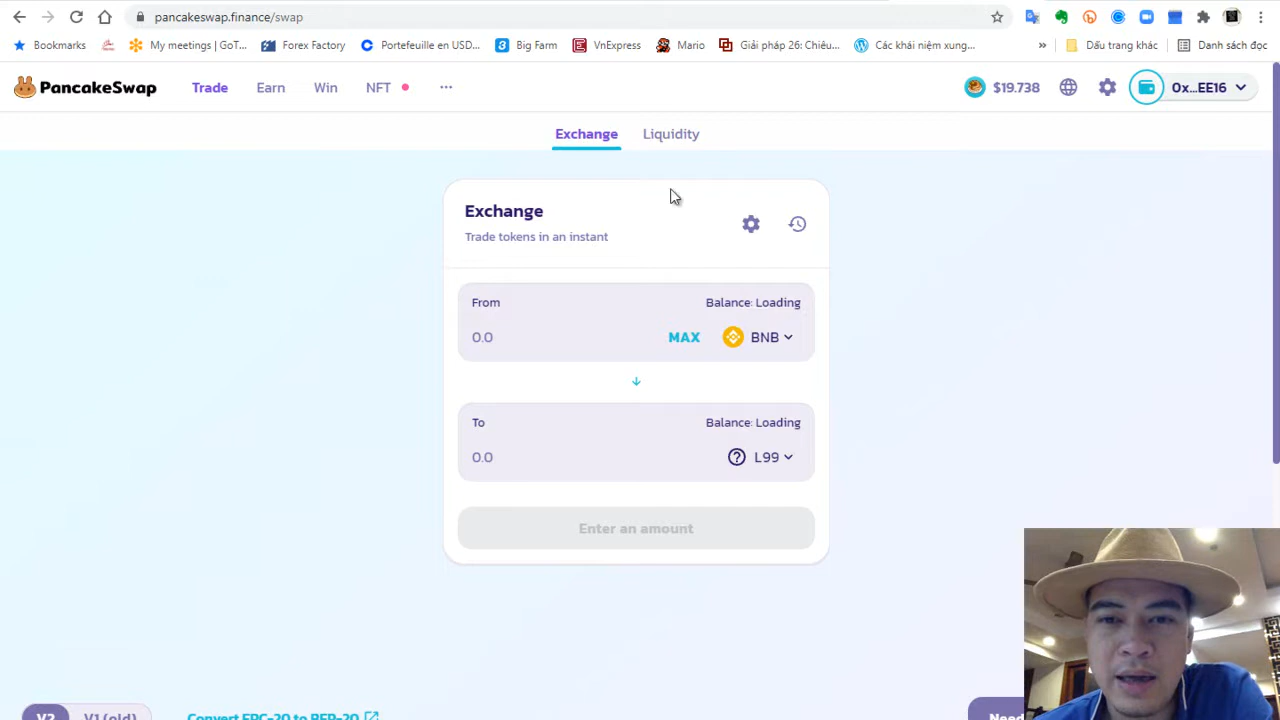 pancakeswap.finance/swap
Bookmarks My meetings | GoT... Forex Factory Portefeuille en USD... Big Farm VnExpress Mario Giải pháp 26: Chiêu... Các khái niệm xung... » Dấu trang khác Danh sách đọc
PancakeSwap Trade Earn Win NFT ... $19.738 0x...EE16
Exchange Liquidity
Exchange
Trade tokens in an instant
From Balance: Loading
0.0 MAX BNB
To Balance: Loading
0.0 ? L99
Enter an amount
V2 V1 (old) Convert ERC-20 to BEP-20 Need